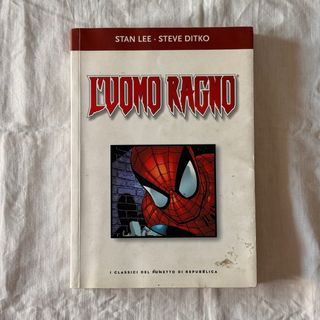 STAN LEE - STEVE DITKO
L'UOMO RAGNO
I CLASSICI DEL FUMETTO DI REPUBBLICA